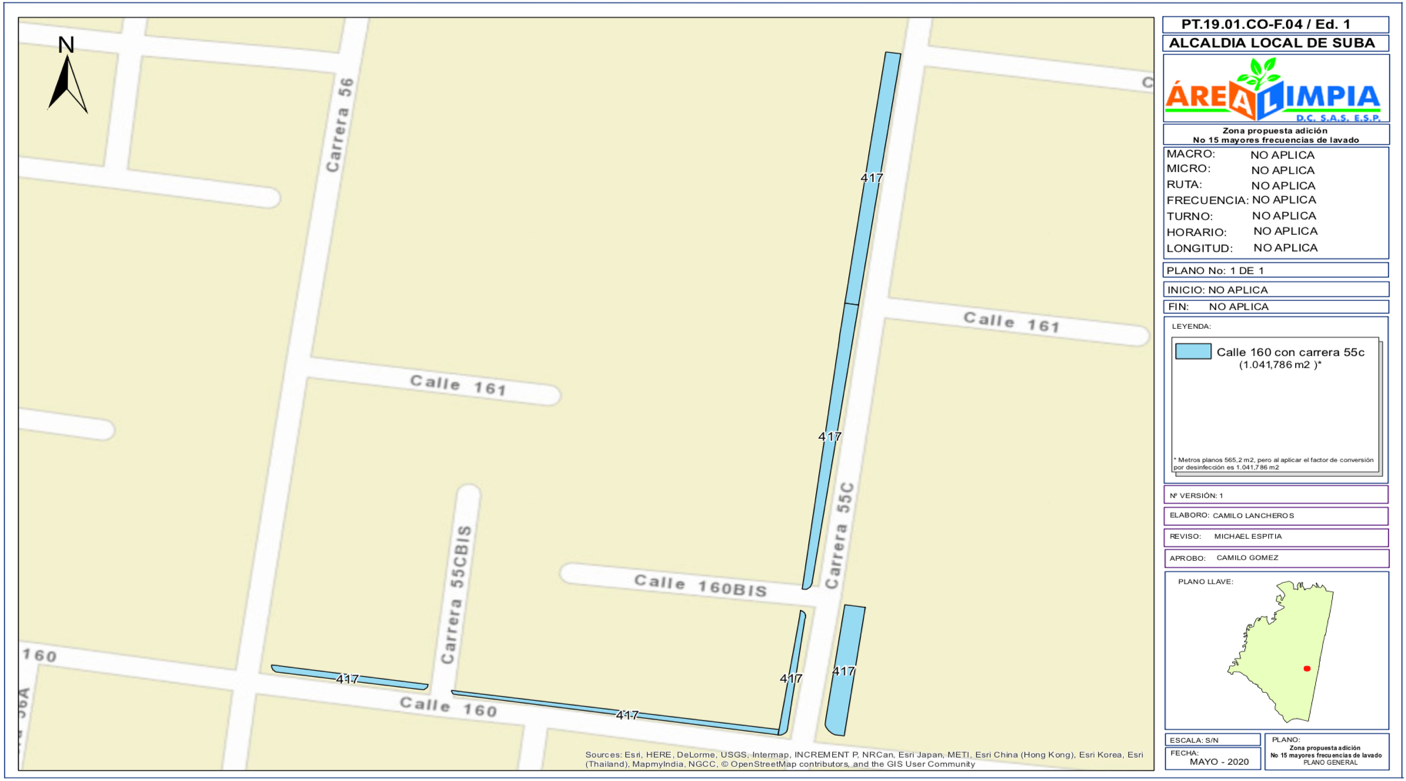 N
Carrera 56
417
C
Calle 161
Calle 161
417
Carrera 55C
Carrera 55CBIS
Calle 160BIS
160
417
417
417
Calle 160
417
Sources: Esri, HERE, DeLorme, USGS, Intermap, INCREMENT P, NRCan, Esri Japan, METI, Esri China (Hong Kong), Esri Korea, Esri
(Thailand), MapmyIndia, NGCC, © OpenStreetMap contributors, and the GIS User Community
PT.19.01.CO-F.04 / Ed. 1
ALCALDIA LOCAL DE SUBA
ÁREALIMPIA
D.C. S.A.S. E.S.P.
Zona propuesta adición
No 15 mayores frecuencias de lavado
MACRO: NO APLICA
MICRO: NO APLICA
RUTA: NO APLICA
FRECUENCIA: NO APLICA
TURNO: NO APLICA
HORARIO: NO APLICA
LONGITUD: NO APLICA
PLANO No: 1 DE 1
INICIO: NO APLICA
FIN: NO APLICA
LEYENDA:
Calle 160 con carrera 55c
(1.041,786 m2 )*
* Metros planos 565,2 m2, pero al aplicar el factor de conversión
por desinfección es 1.041,786 m2
Nº VERSIÓN: 1
ELABORO: CAMILO LANCHEROS
REVISO: MICHAEL ESPITIA
APROBO: CAMILO GOMEZ
PLANO LLAVE:
ESCALA: S/N
FECHA:
MAYO - 2020
PLANO:
Zona propuesta adición
No 15 mayores frecuencias de lavado
PLANO GENERAL